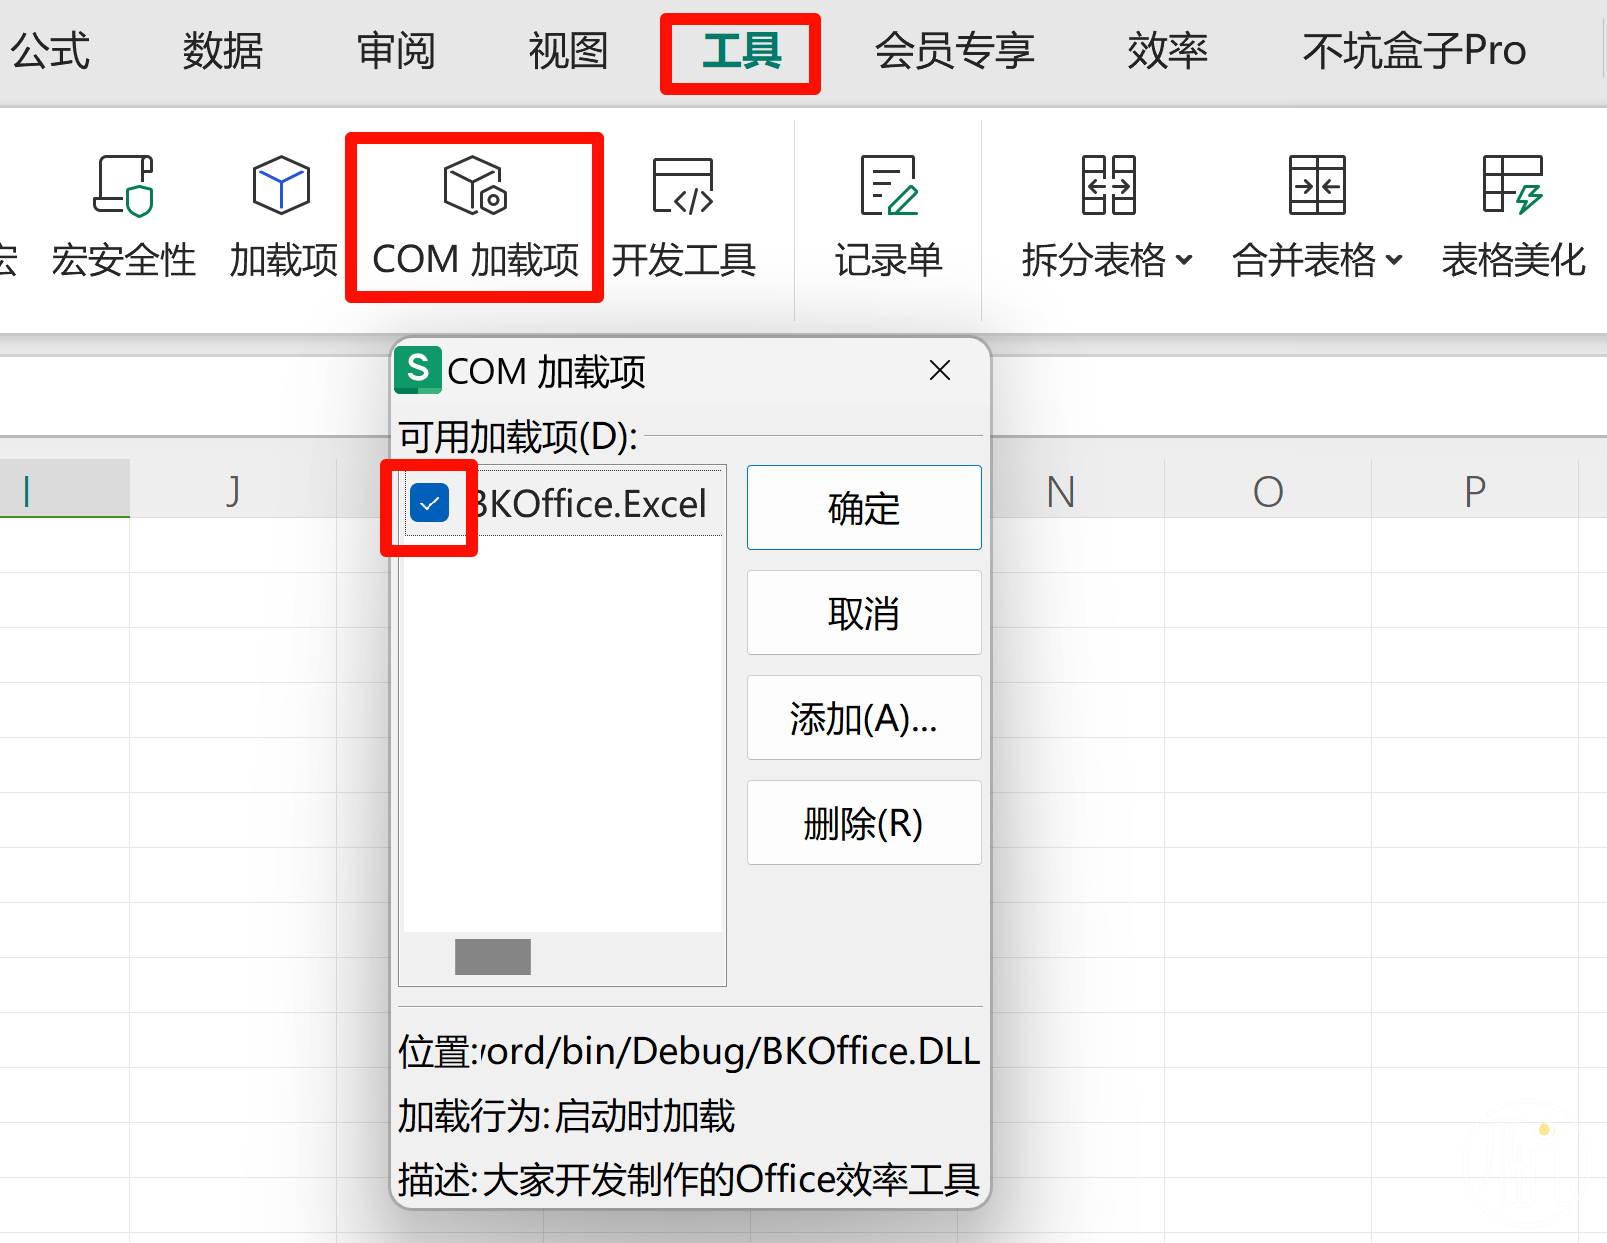 公式 数据 审阅 视图 工具 会员专享 效率 不坑盒子Pro
宏安全性 加载项 COM 加载项 开发工具 记录单 拆分表格 合并表格 表格美化
S COM 加载项
可用加载项(D):
I J N O P
BKOffice.Excel
确定
取消
添加(A)...
删除(R)
位置:ord/bin/Debug/BKOffice.DLL
加载行为:启动时加载
描述:大家开发制作的Office效率工具